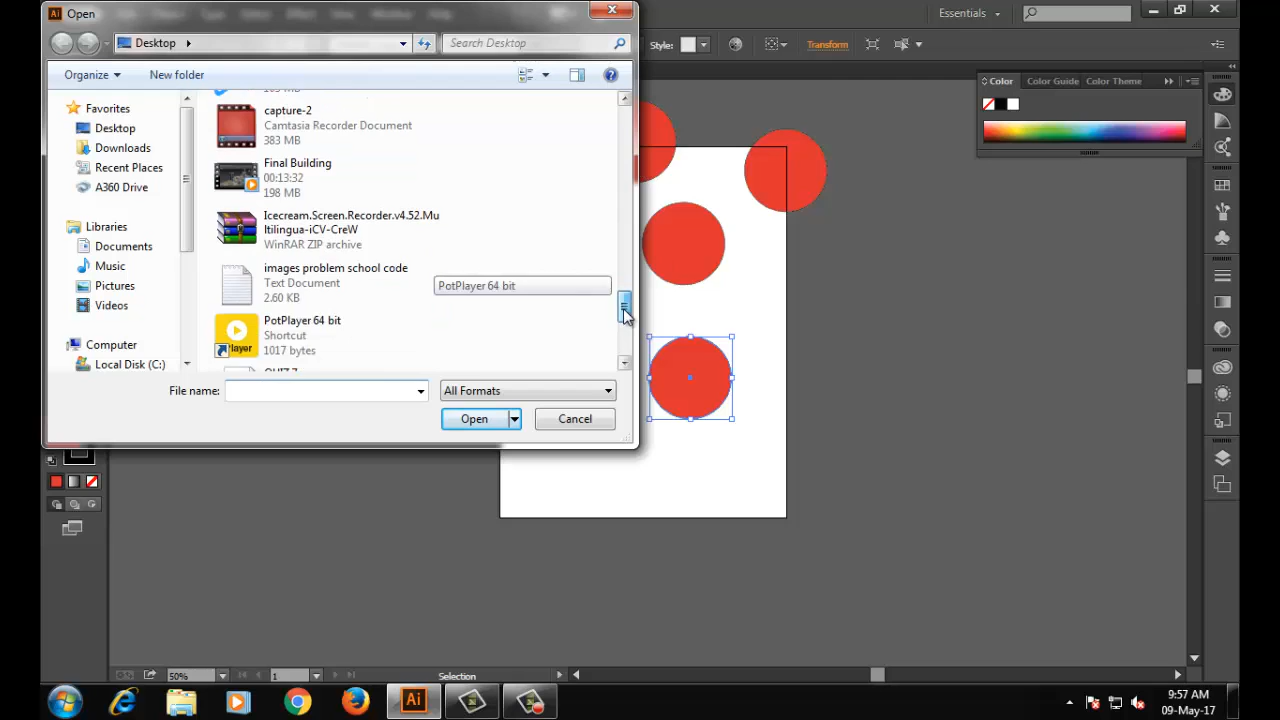 Open
Essentials
Desktop
Search Desktop
Style:
Transform
Organize
New folder
Color
Color Guide
Color Theme
Favorites
Desktop
Downloads
Recent Places
A360 Drive
Libraries
Documents
Music
Pictures
Videos
Computer
Local Disk (C:)
capture-2
Camtasia Recorder Document
383 MB
Final Building
00:13:32
198 MB
Icecream.Screen.Recorder.v4.52.Mu
ltilingua-iCV-CreW
WinRAR ZIP archive
images problem school code
Text Document
2.60 KB
PotPlayer 64 bit
PotPlayer 64 bit
Shortcut
1017 bytes
File name:
All Formats
Open
Cancel
50%
1
Selection
Ai
9:57 AM
09-May-17